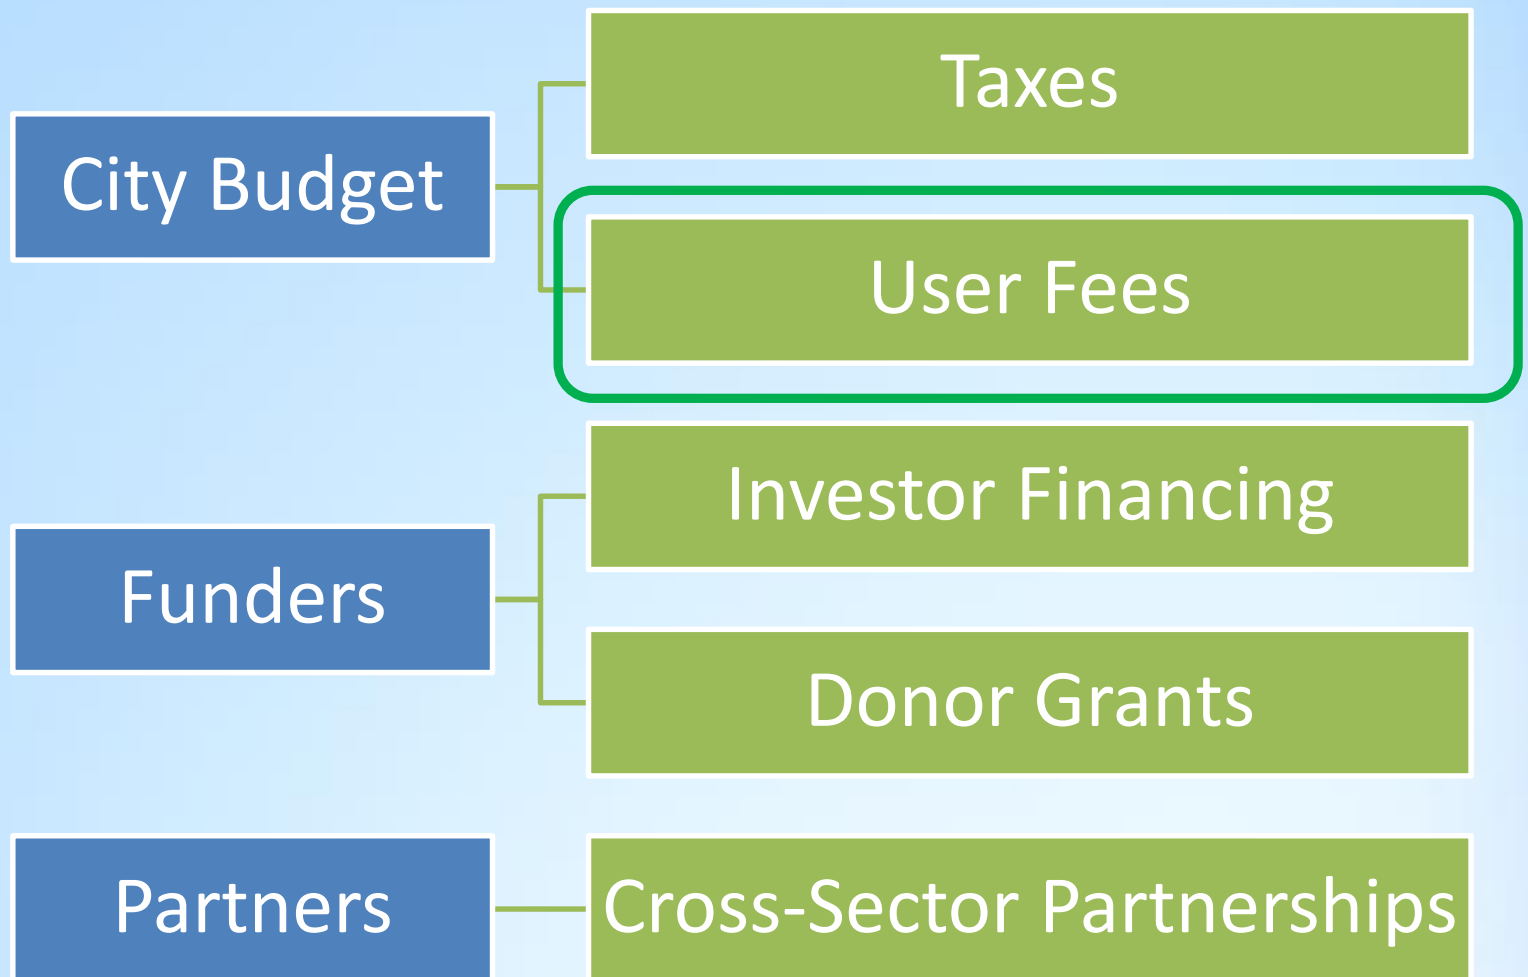 City Budget
Taxes
User Fees
Funders
Investor Financing
Donor Grants
Partners
Cross-Sector Partnerships